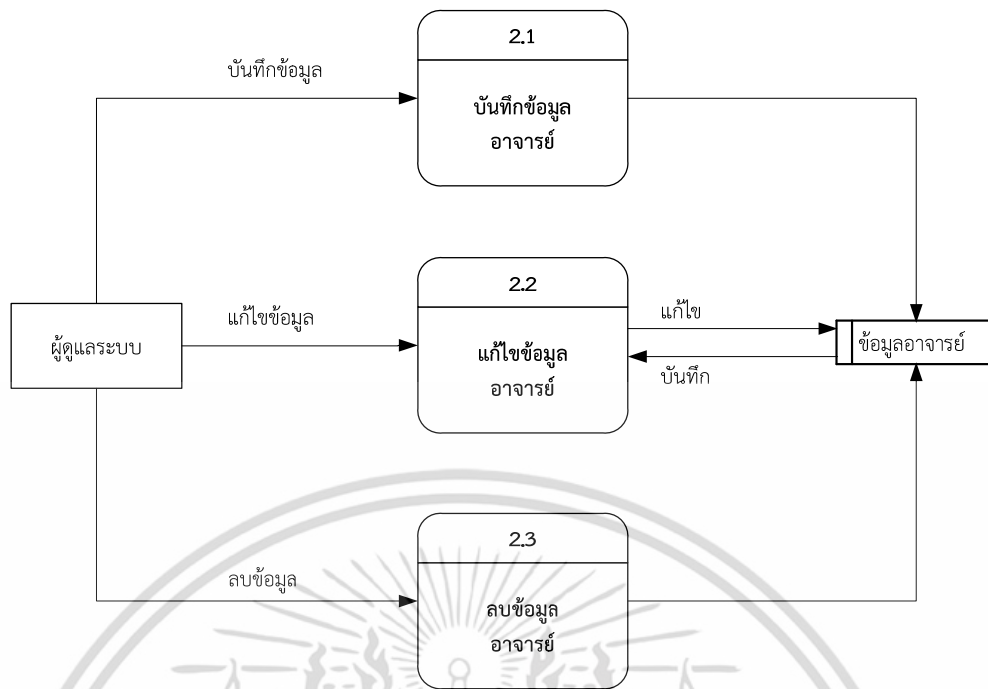 2.1
บันทึกข้อมูล
บันทึกข้อมูล
อาจารย์
2.2
แก้ไขข้อมูล
แก้ไข
ผู้ดูแลระบบ
แก้ไขข้อมูล
อาจารย์
ข้อมูลอาจารย์
บันทึก
2.3
ลบข้อมูล
ลบข้อมูล
อาจารย์